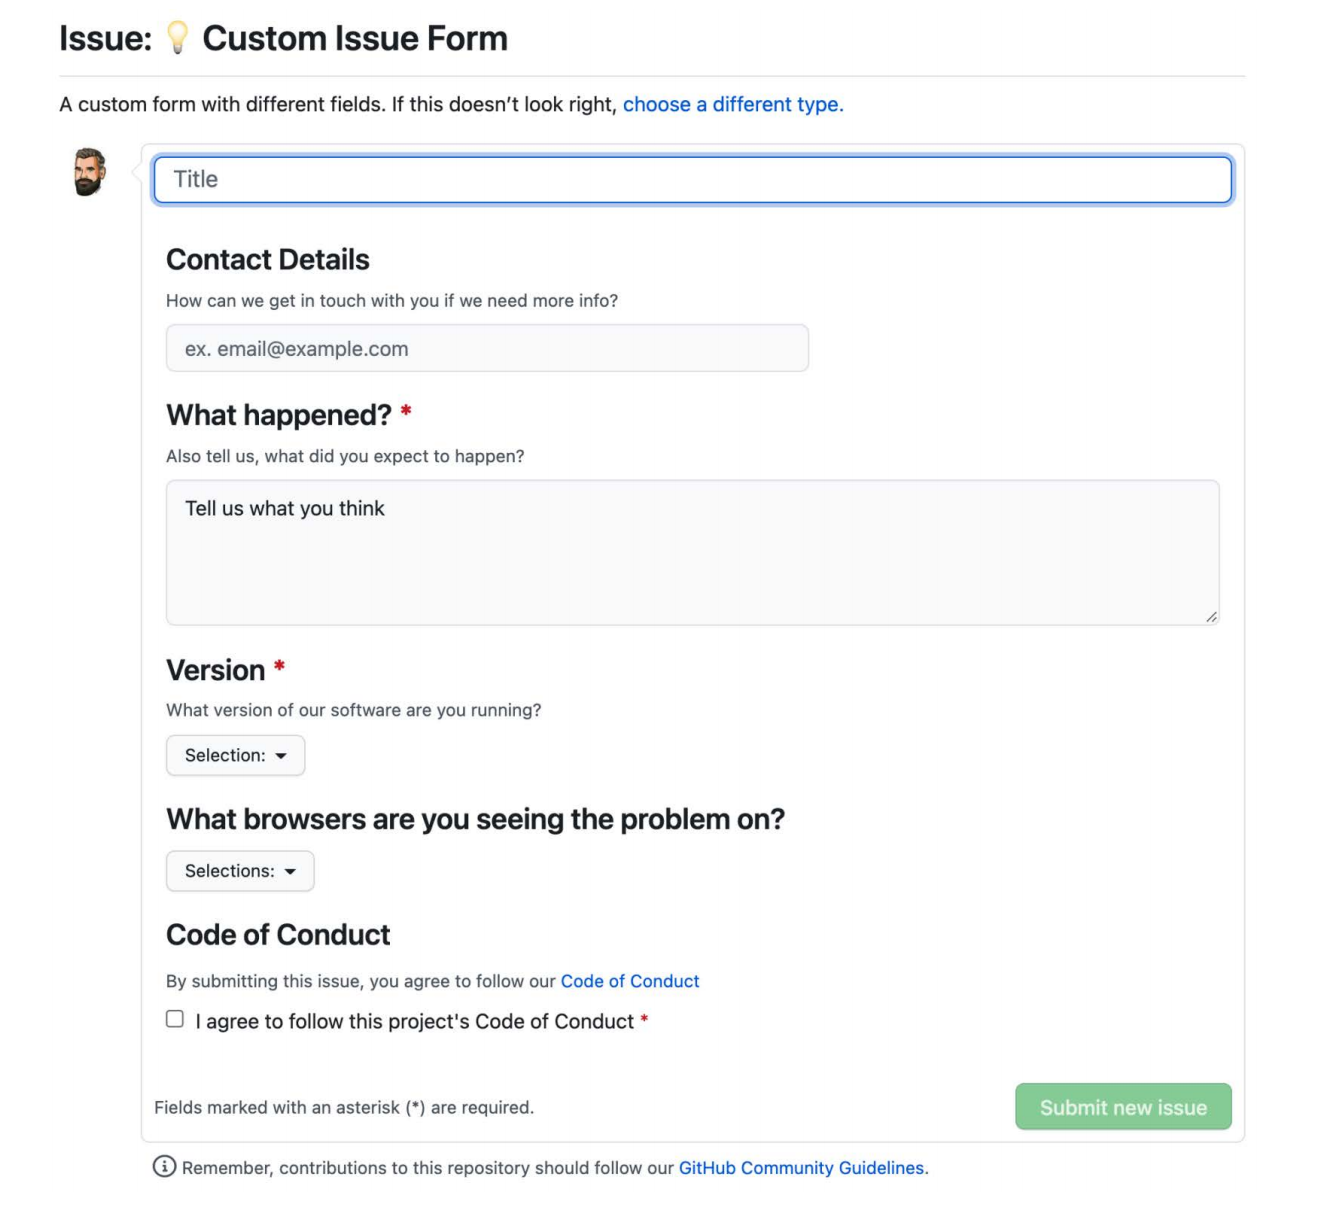 Issue: 💡 Custom Issue Form
A custom form with different fields. If this doesn’t look right, choose a different type.
Title
Contact Details
How can we get in touch with you if we need more info?
ex. email@example.com
What happened? *
Also tell us, what did you expect to happen?
Tell us what you think
Version *
What version of our software are you running?
Selection:
What browsers are you seeing the problem on?
Selections:
Code of Conduct
By submitting this issue, you agree to follow our Code of Conduct
I agree to follow this project's Code of Conduct *
Fields marked with an asterisk (*) are required.
Submit new issue
Remember, contributions to this repository should follow our GitHub Community Guidelines.